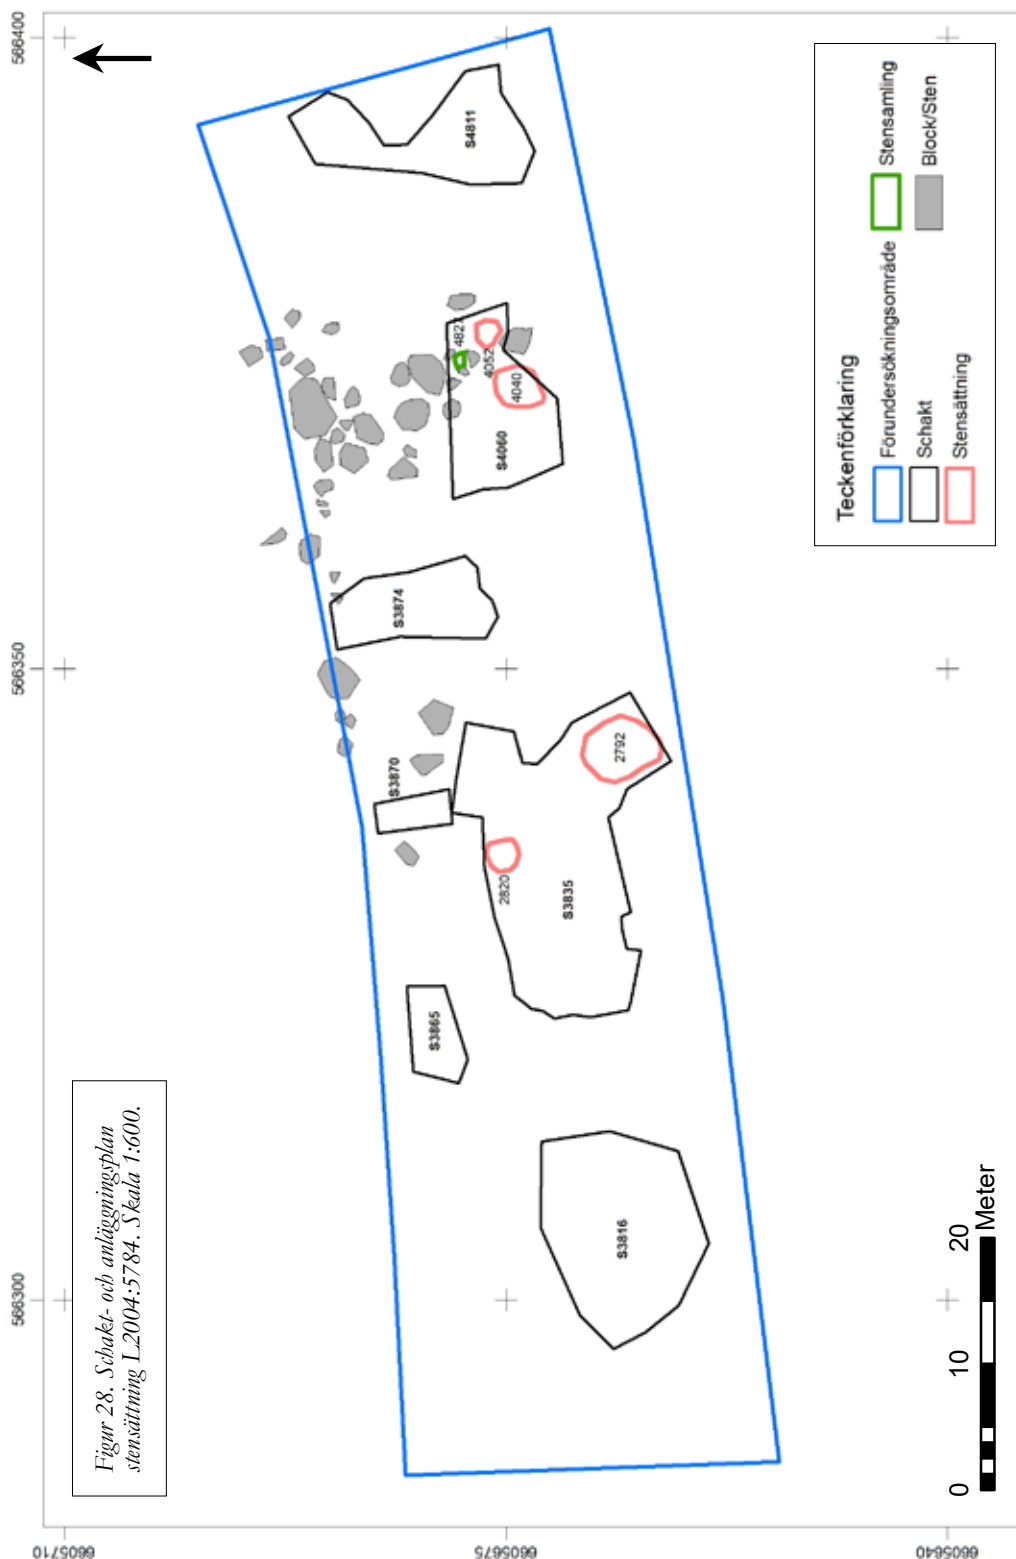 Figur 28. Schakt- och anläggningsplan
stensättning L2004:5784. Skala 1:600.
566300
566350
566400
6605710
6605675
6605640
S3816
S3865
S3870
S3835
2820
2792
S3874
S4060
4040
4052
482
S4811
Teckenförklaring
Förundersökningsområde
Schakt
Stensättning
Stensamling
Block/Sten
0 10 20
Meter